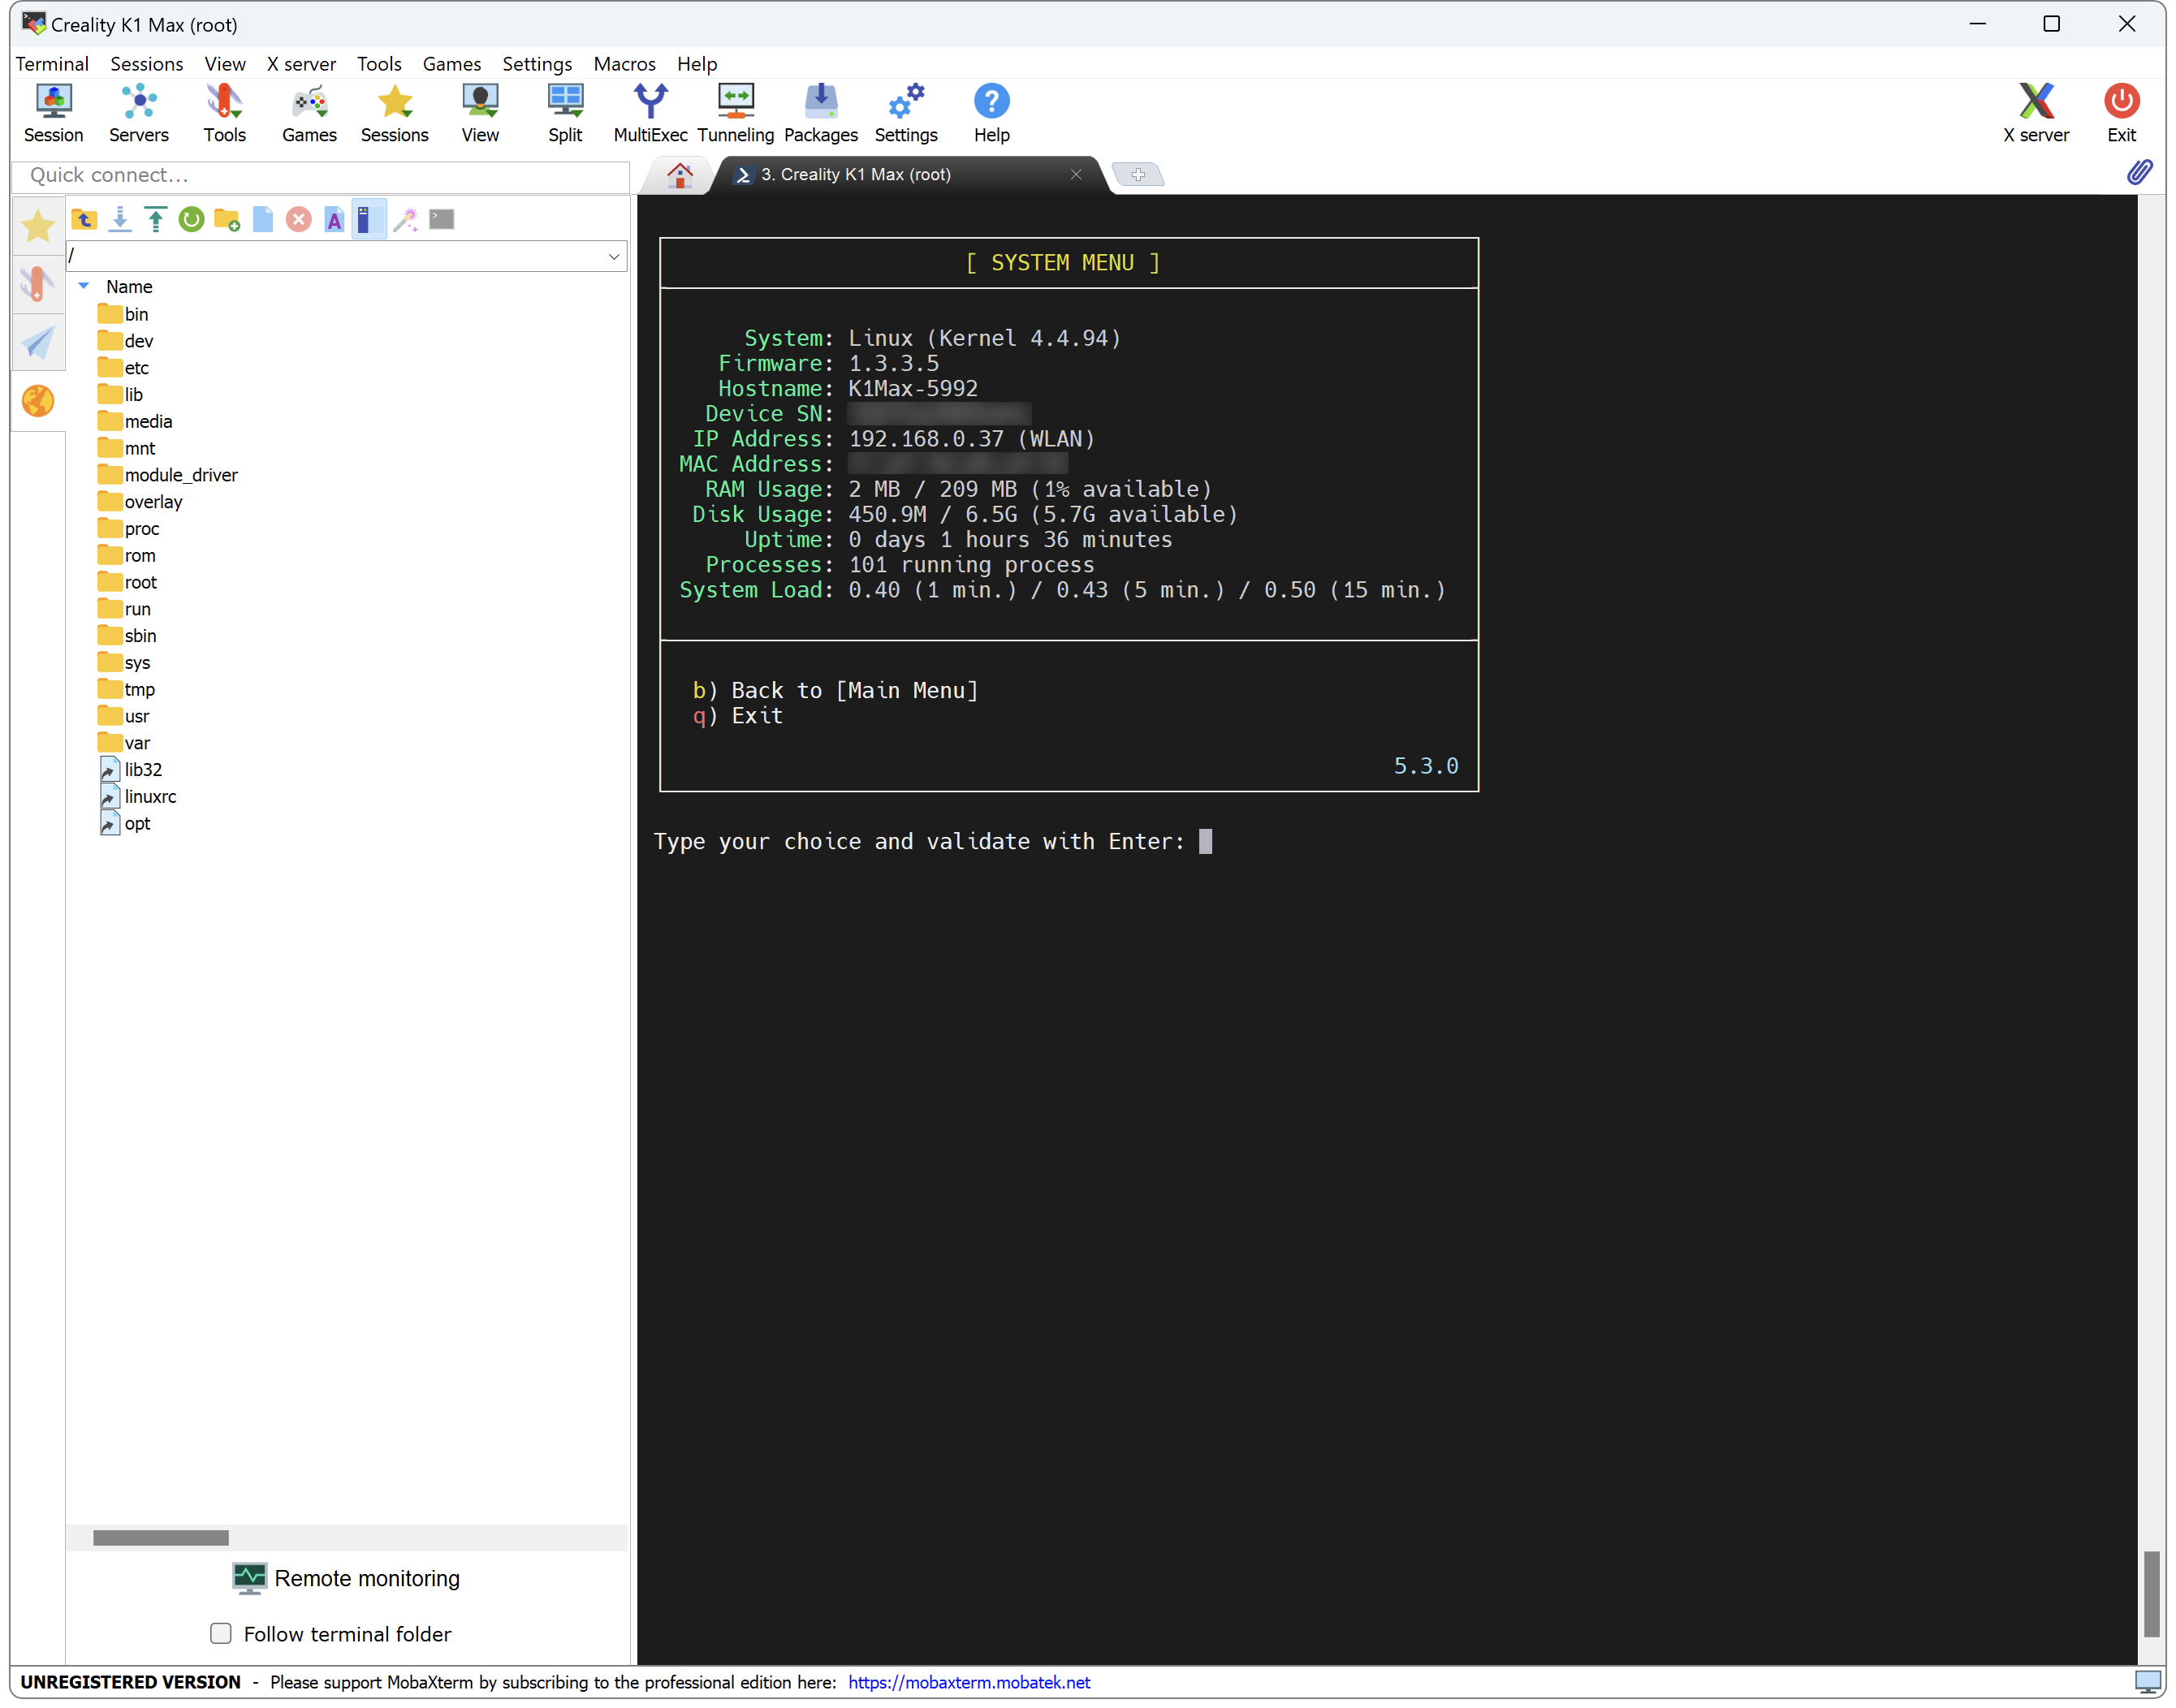 Creality K1 Max (root)
Terminal Sessions View X server Tools Games Settings Macros Help
Session Servers Tools Games Sessions View Split MultiExec Tunneling Packages Settings Help X server Exit
Quick connect...
3. Creality K1 Max (root)
/
Name
bin
dev
etc
lib
media
mnt
module_driver
overlay
proc
rom
root
run
sbin
sys
tmp
usr
var
lib32
linuxrc
opt
Remote monitoring
Follow terminal folder
[ SYSTEM MENU ]
System: Linux (Kernel 4.4.94)
Firmware: 1.3.3.5
Hostname: K1Max-5992
Device SN:
IP Address: 192.168.0.37 (WLAN)
MAC Address:
RAM Usage: 2 MB / 209 MB (1% available)
Disk Usage: 450.9M / 6.5G (5.7G available)
Uptime: 0 days 1 hours 36 minutes
Processes: 101 running process
System Load: 0.40 (1 min.) / 0.43 (5 min.) / 0.50 (15 min.)
b) Back to [Main Menu]
q) Exit
5.3.0
Type your choice and validate with Enter:
UNREGISTERED VERSION - Please support MobaXterm by subscribing to the professional edition here: https://mobaxterm.mobatek.net